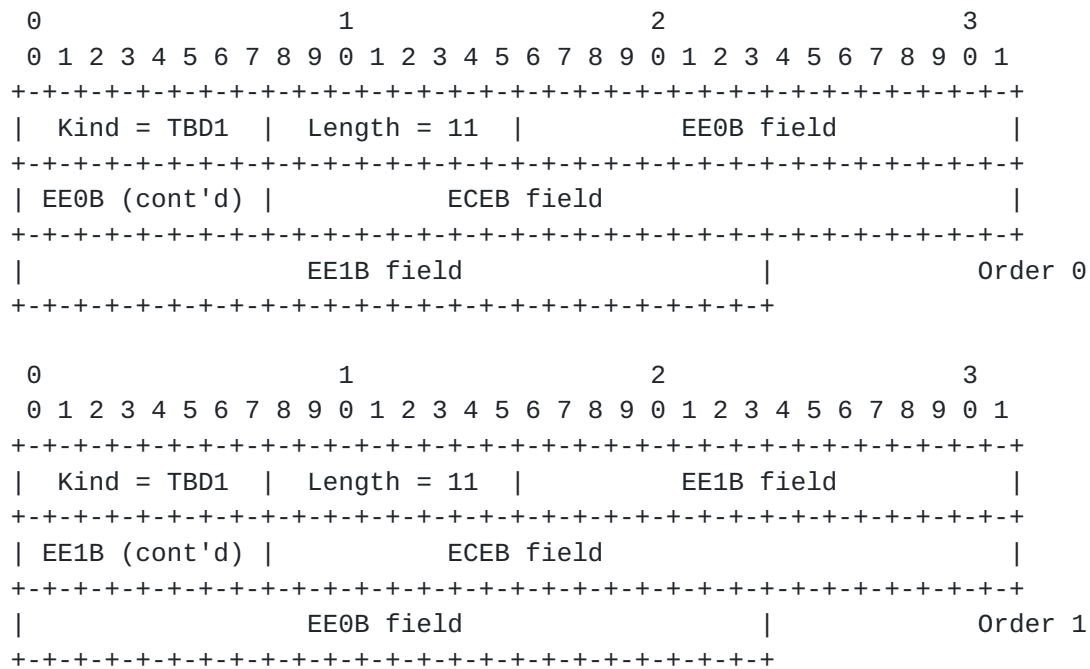 0                   1                   2                   3
 0 1 2 3 4 5 6 7 8 9 0 1 2 3 4 5 6 7 8 9 0 1 2 3 4 5 6 7 8 9 0 1
+-+-+-+-+-+-+-+-+-+-+-+-+-+-+-+-+-+-+-+-+-+-+-+-+-+-+-+-+-+-+-+-+
|  Kind = TBD1  |  Length = 11  |          EE0B field           |
+-+-+-+-+-+-+-+-+-+-+-+-+-+-+-+-+-+-+-+-+-+-+-+-+-+-+-+-+-+-+-+-+
| EE0B (cont'd) |           ECEB field                          |
+-+-+-+-+-+-+-+-+-+-+-+-+-+-+-+-+-+-+-+-+-+-+-+-+-+-+-+-+-+-+-+-+
|                  EE1B field                   |             Order 0
+-+-+-+-+-+-+-+-+-+-+-+-+-+-+-+-+-+-+-+-+-+-+-+-+

 0                   1                   2                   3
 0 1 2 3 4 5 6 7 8 9 0 1 2 3 4 5 6 7 8 9 0 1 2 3 4 5 6 7 8 9 0 1
+-+-+-+-+-+-+-+-+-+-+-+-+-+-+-+-+-+-+-+-+-+-+-+-+-+-+-+-+-+-+-+-+
|  Kind = TBD1  |  Length = 11  |          EE1B field           |
+-+-+-+-+-+-+-+-+-+-+-+-+-+-+-+-+-+-+-+-+-+-+-+-+-+-+-+-+-+-+-+-+
| EE1B (cont'd) |           ECEB field                          |
+-+-+-+-+-+-+-+-+-+-+-+-+-+-+-+-+-+-+-+-+-+-+-+-+-+-+-+-+-+-+-+-+
|                  EE0B field                   |             Order 1
+-+-+-+-+-+-+-+-+-+-+-+-+-+-+-+-+-+-+-+-+-+-+-+-+